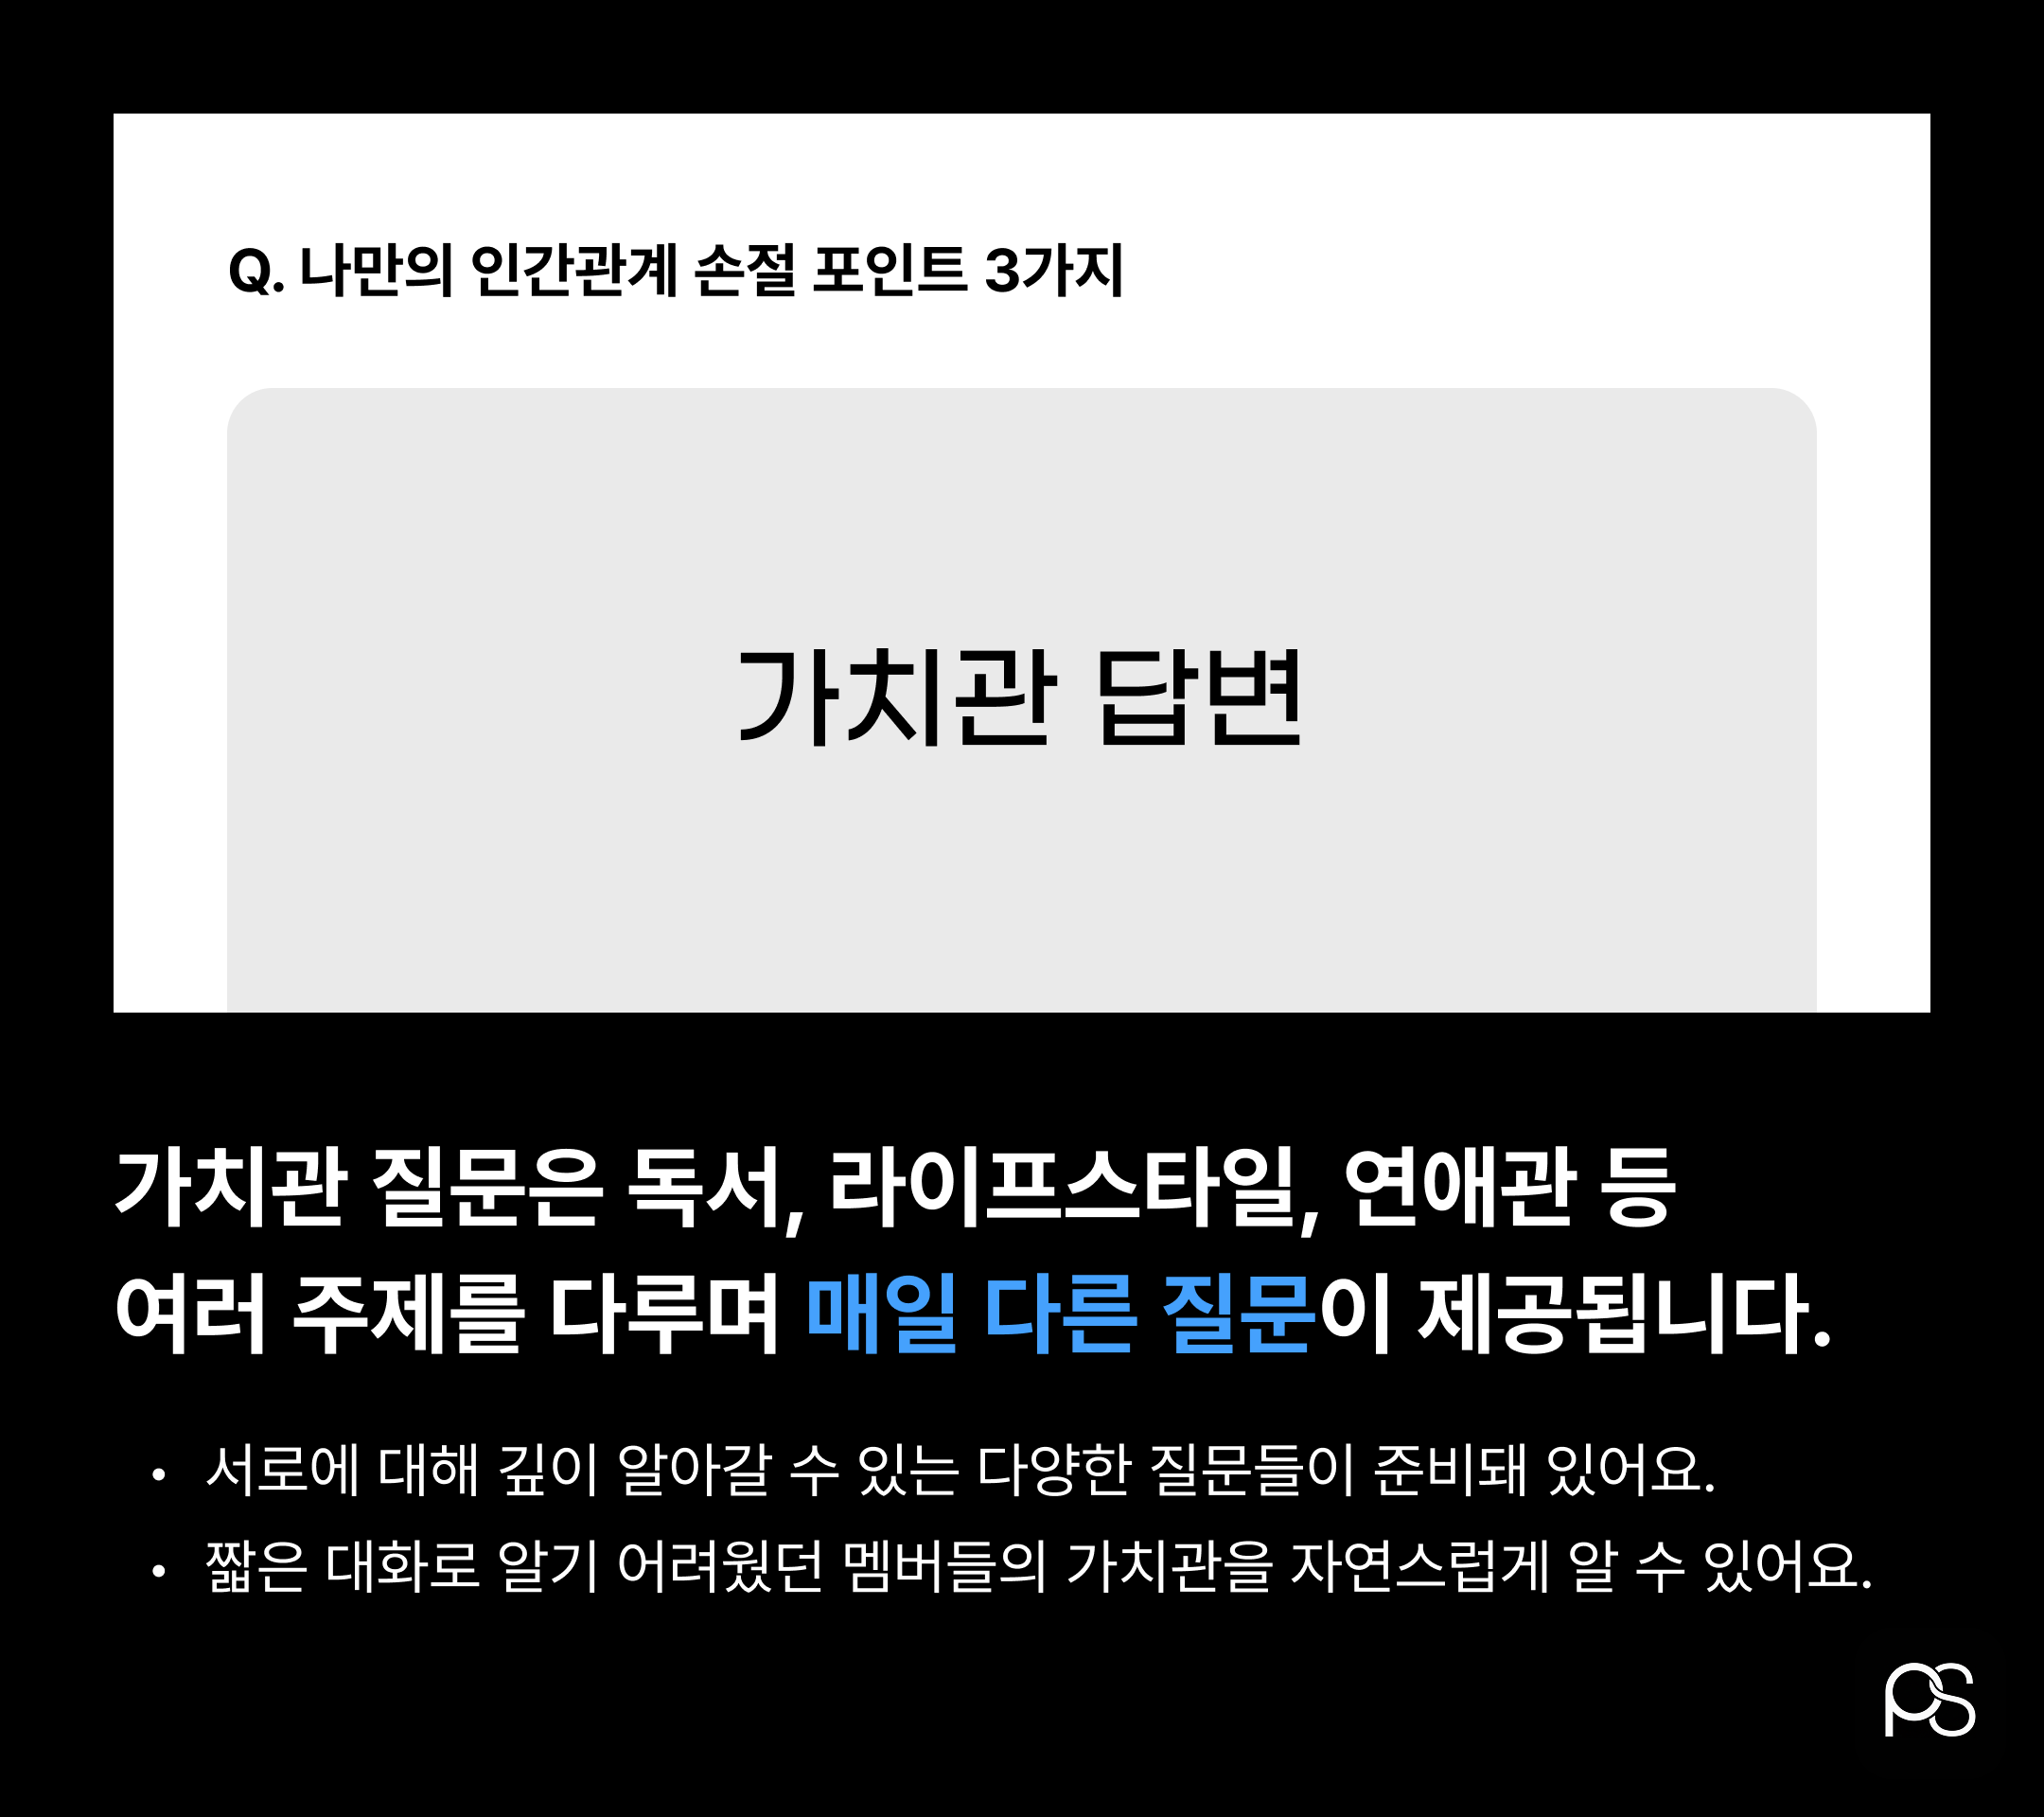 Q. 나만의 인간관계 손절 포인트 3가지
가치관 답변
가치관 질문은 독서, 라이프스타일, 연애관 등
여러 주제를 다루며 매일 다른 질문이 제공됩니다.
• 서로에 대해 깊이 알아갈 수 있는 다양한 질문들이 준비돼 있어요.
• 짧은 대화로 알기 어려웠던 멤버들의 가치관을 자연스럽게 알 수 있어요.
PS